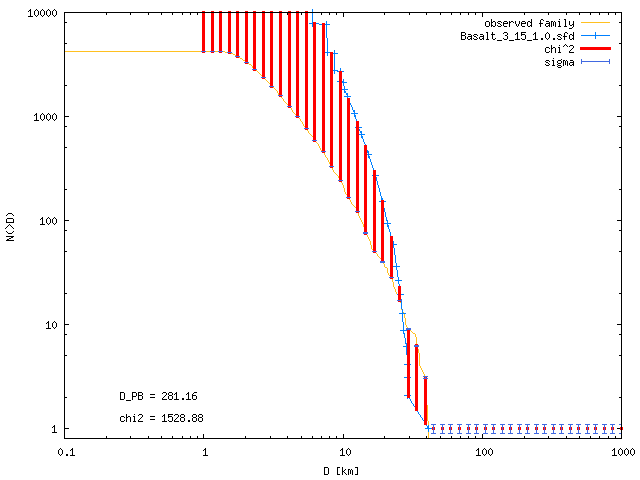 observed family
Basalt_3_15_1.0.sfd
chi^2
sigma
10000
1000
100
10
1
N(>D)
D_PB = 281.16
chi2 = 1528.88
0.1 1 10 100 1000
D [km]